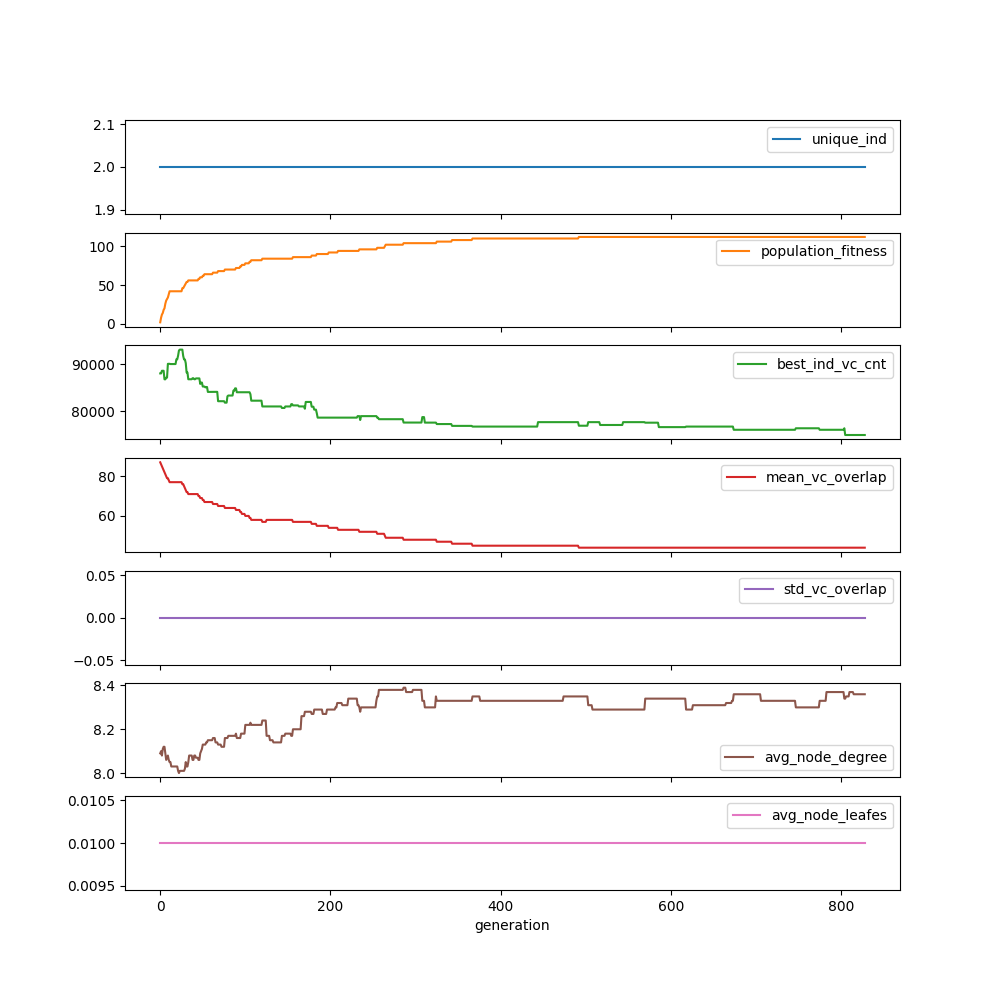 2.1
2.0
1.9
unique_ind
100
50
0
population_fitness
90000
80000
best_ind_vc_cnt
80
60
mean_vc_overlap
0.05
0.00
−0.05
std_vc_overlap
8.4
8.2
8.0
avg_node_degree
0.0105
0.0100
0.0095
avg_node_leafes
0 200 400 600 800
generation